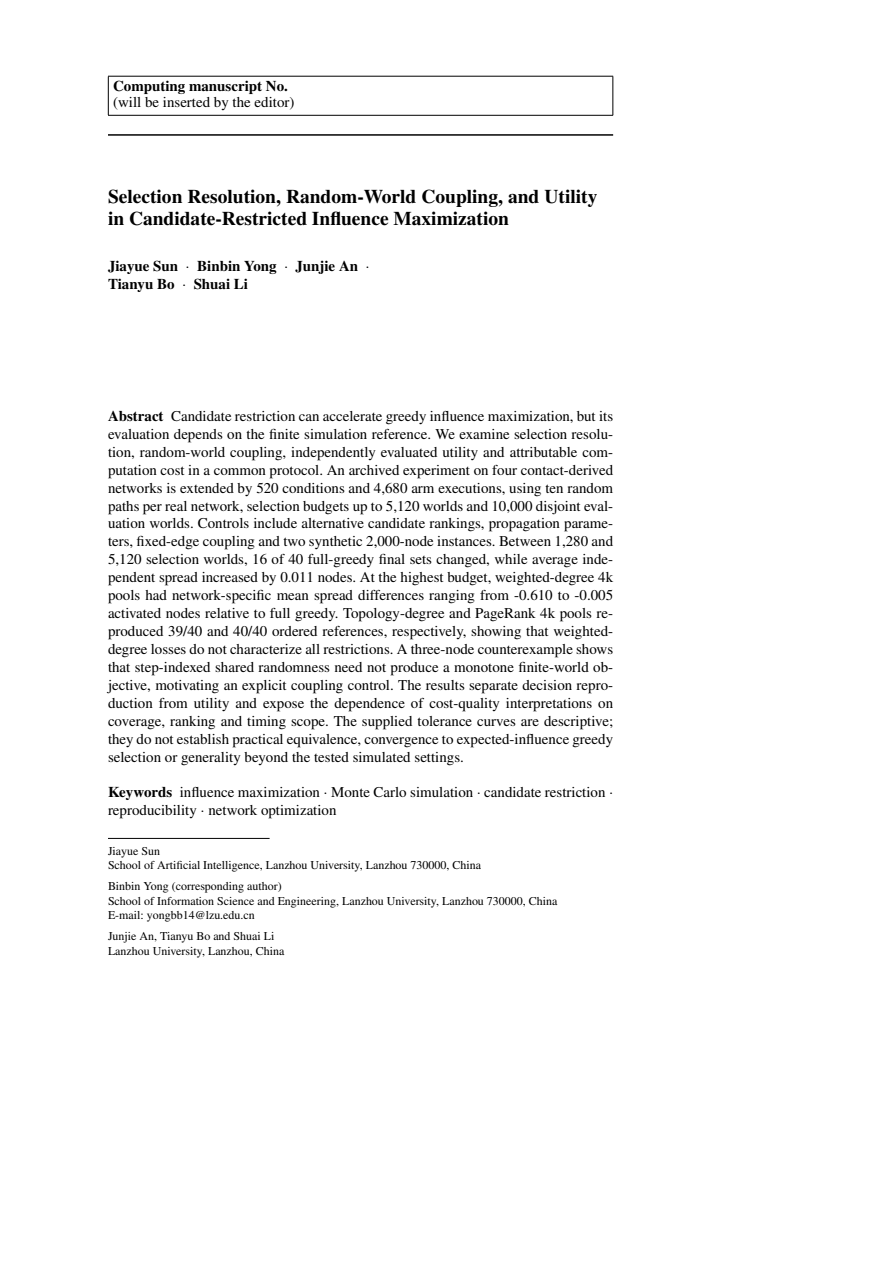 Computing manuscript No.
(will be inserted by the editor)
Selection Resolution, Random-World Coupling, and Utility
in Candidate-Restricted Influence Maximization
Jiayue Sun · Binbin Yong · Junjie An ·
Tianyu Bo · Shuai Li
Abstract Candidate restriction can accelerate greedy influence maximization, but its
evaluation depends on the finite simulation reference. We examine selection resolu-
tion, random-world coupling, independently evaluated utility and attributable com-
putation cost in a common protocol. An archived experiment on four contact-derived
networks is extended by 520 conditions and 4,680 arm executions, using ten random
paths per real network, selection budgets up to 5,120 worlds and 10,000 disjoint eval-
uation worlds. Controls include alternative candidate rankings, propagation parame-
ters, fixed-edge coupling and two synthetic 2,000-node instances. Between 1,280 and
5,120 selection worlds, 16 of 40 full-greedy final sets changed, while average inde-
pendent spread increased by 0.011 nodes. At the highest budget, weighted-degree 4k
pools had network-specific mean spread differences ranging from -0.610 to -0.005
activated nodes relative to full greedy. Topology-degree and PageRank 4k pools re-
produced 39/40 and 40/40 ordered references, respectively, showing that weighted-
degree losses do not characterize all restrictions. A three-node counterexample shows
that step-indexed shared randomness need not produce a monotone finite-world ob-
jective, motivating an explicit coupling control. The results separate decision repro-
duction from utility and expose the dependence of cost-quality interpretations on
coverage, ranking and timing scope. The supplied tolerance curves are descriptive;
they do not establish practical equivalence, convergence to expected-influence greedy
selection or generality beyond the tested simulated settings.
Keywords influence maximization · Monte Carlo simulation · candidate restriction ·
reproducibility · network optimization
Jiayue Sun
School of Artificial Intelligence, Lanzhou University, Lanzhou 730000, China
Binbin Yong (corresponding author)
School of Information Science and Engineering, Lanzhou University, Lanzhou 730000, China
E-mail: yongbb14@lzu.edu.cn
Junjie An, Tianyu Bo and Shuai Li
Lanzhou University, Lanzhou, China